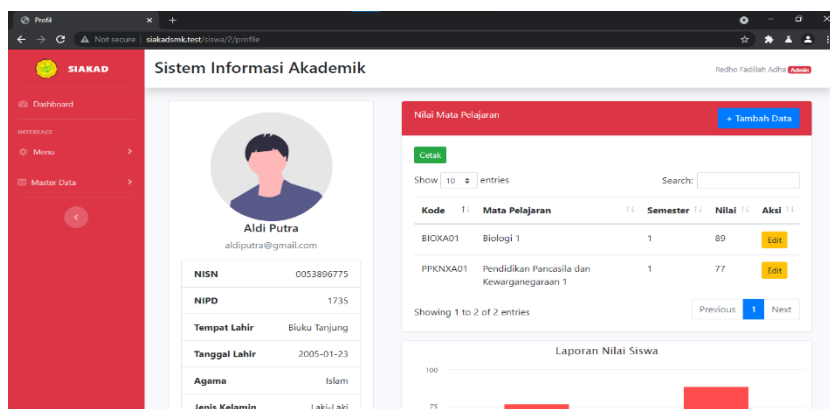 Profil
Not secure siakadsmk.test/siswa/2/profile
SIAKAD
Sistem Informasi Akademik
Redho Fadillah Adha Admin
Dashboard
INTERFACE
Menu
Master Data
Aldi Putra
aldiputra@gmail.com
NISN 0053896775
NIPD 1735
Tempat Lahir Biuku Tanjung
Tanggal Lahir 2005-01-23
Agama Islam
Jenis Kelamin Laki-Laki
Nilai Mata Pelajaran
+ Tambah Data
Cetak
Show 10 entries
Search:
Kode Mata Pelajaran Semester Nilai Aksi
BIOXA01 Biologi 1 1 89 Edit
PPKNXA01 Pendidikan Pancasila dan 1 77 Edit
Kewarganegaraan 1
Showing 1 to 2 of 2 entries
Previous 1 Next
Laporan Nilai Siswa
100
75